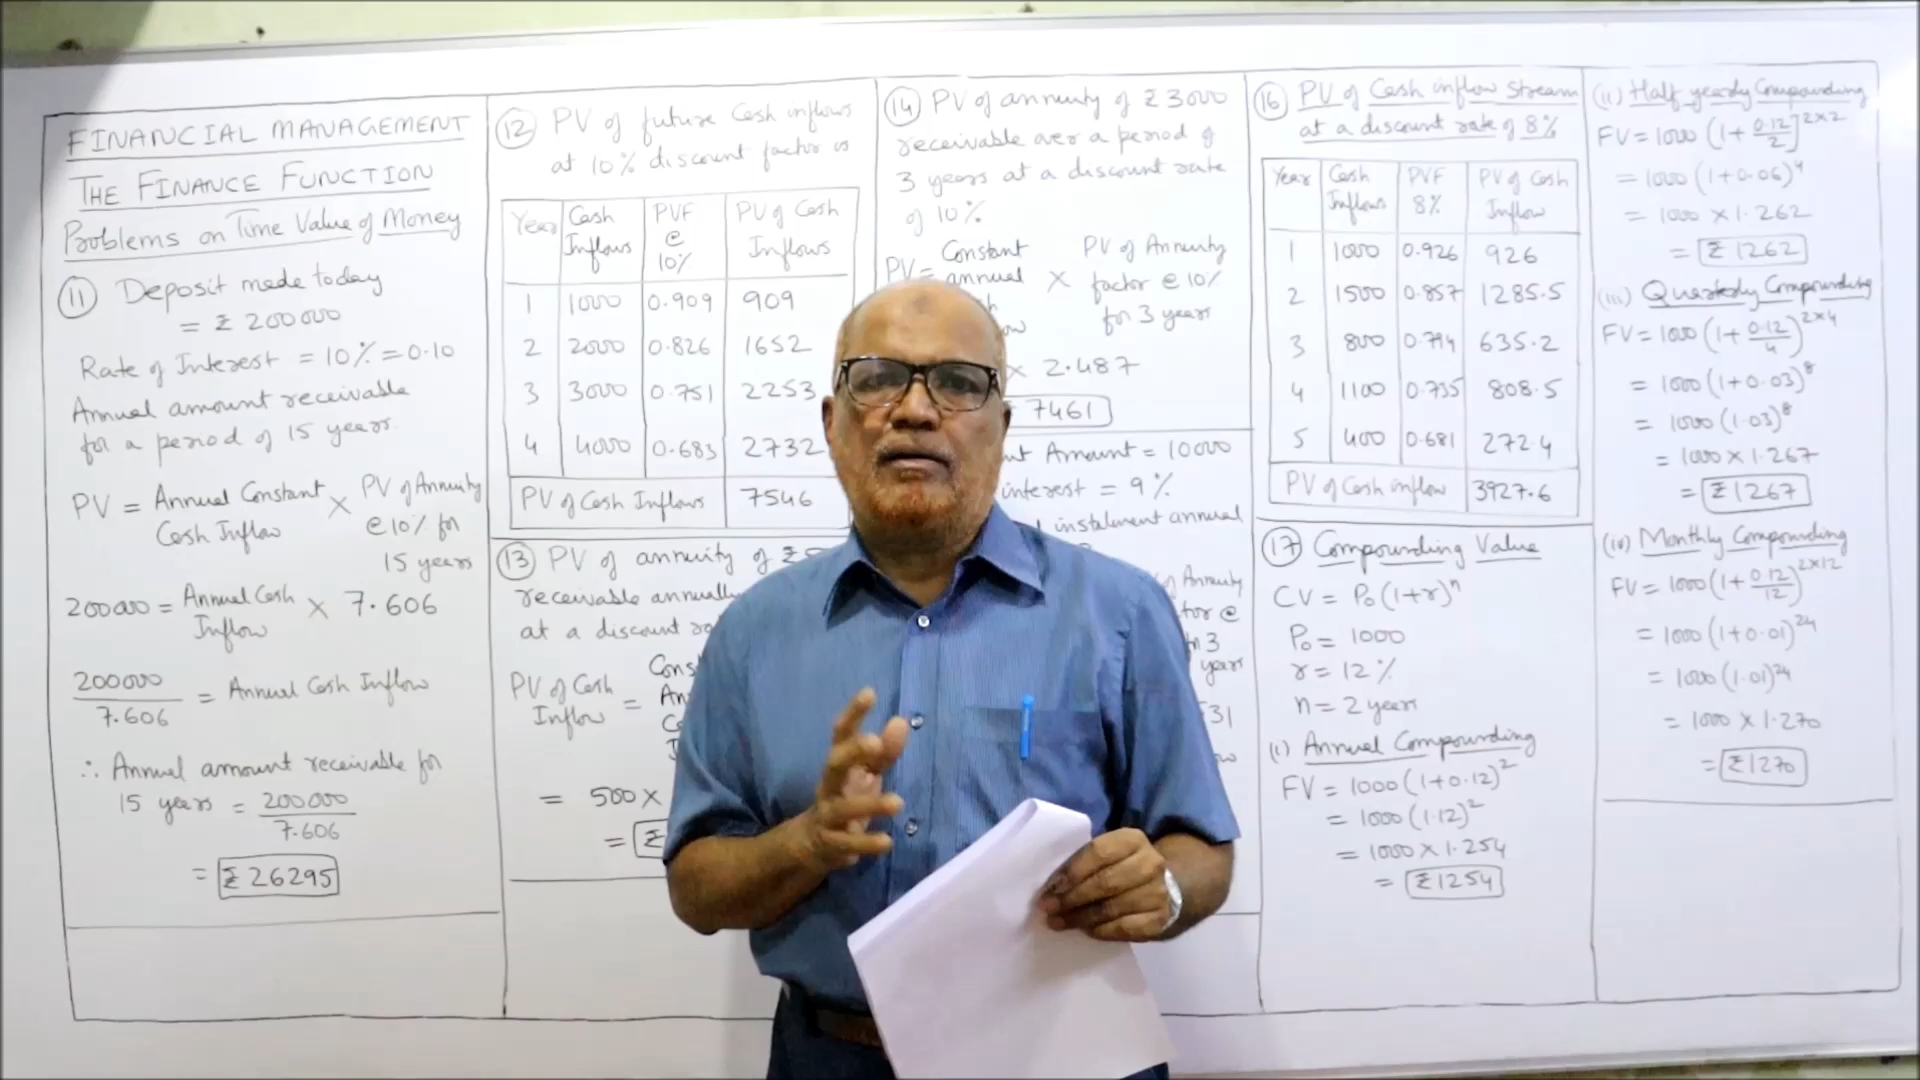 FINANCIAL MANAGEMENT
THE FINANCE FUNCTION
Problems on Time Value of Money
(11) Deposit made today
= ₹ 200000
Rate of Interest = 10% = 0.10
Annual amount receivable
for a period of 15 years.
PV = Annual Constant Cash Inflow × PV of Annuity @ 10% for 15 years
200000 = Annual Cash Inflow × 7.606
200000/7.606 = Annual Cash Inflow
∴ Annual amount receivable for
15 years = 200000/7.606
= ₹ 26295
(12) PV of future Cash inflows
at 10% discount factor is
Year Cash Inflows PVF @ 10% PV of Cash Inflows
1 1000 0.909 909
2 2000 0.826 1652
3 3000 0.751 2253
4 4000 0.683 2732
PV of Cash Inflows 7546
(13) PV of annuity of ₹
receivable annually
at a discount
PV of Cash Inflow =
= 500 ×
= ₹
(14) PV of annuity of ₹ 3000
receivable over a period of
3 years at a discount rate
of 10%
PV = Constant annual × PV of Annuity factor @ 10% for 3 years
× 2.487
7461
Amount = 10000
interest = 9%
instalment annual
Annuity
@
3
years
31
(16) PV of Cash inflow stream
at a discount rate of 8%
Year Cash Inflows PVF 8% PV of Cash Inflow
1 1000 0.926 926
2 1500 0.857 1285.5
3 800 0.794 635.2
4 1100 0.735 808.5
5 400 0.681 272.4
PV of Cash inflow 3927.6
(17) Compounding Value
CV = P₀(1+r)ⁿ
P₀ = 1000
r = 12%
n = 2 years
(i) Annual Compounding
FV = 1000(1+0.12)²
= 1000(1.12)²
= 1000 × 1.254
= ₹1254
(ii) Half yearly Compounding
FV = 1000(1+0.12/2)^2×2
= 1000(1+0.06)⁴
= 1000 × 1.262
= ₹1262
(iii) Quarterly Compounding
FV = 1000(1+0.12/4)^2×4
= 1000(1+0.03)⁸
= 1000(1.03)⁸
= 1000 × 1.267
= ₹1267
(iv) Monthly Compounding
FV = 1000(1+0.12/12)^2×12
= 1000(1+0.01)²⁴
= 1000(1.01)²⁴
= 1000 × 1.270
= ₹1270